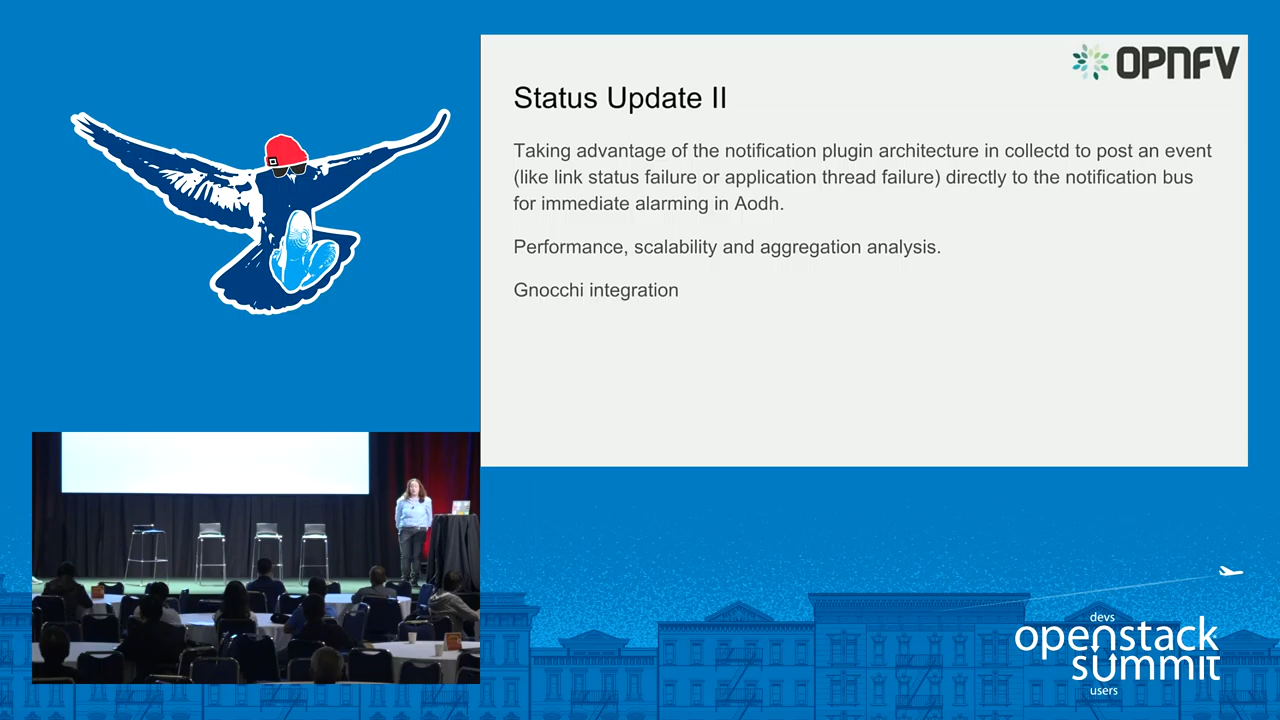 OPNFV
Status Update II
Taking advantage of the notification plugin architecture in collectd to post an event
(like link status failure or application thread failure) directly to the notification bus
for immediate alarming in Aodh.
Performance, scalability and aggregation analysis.
Gnocchi integration
devs
openstack
summit
users